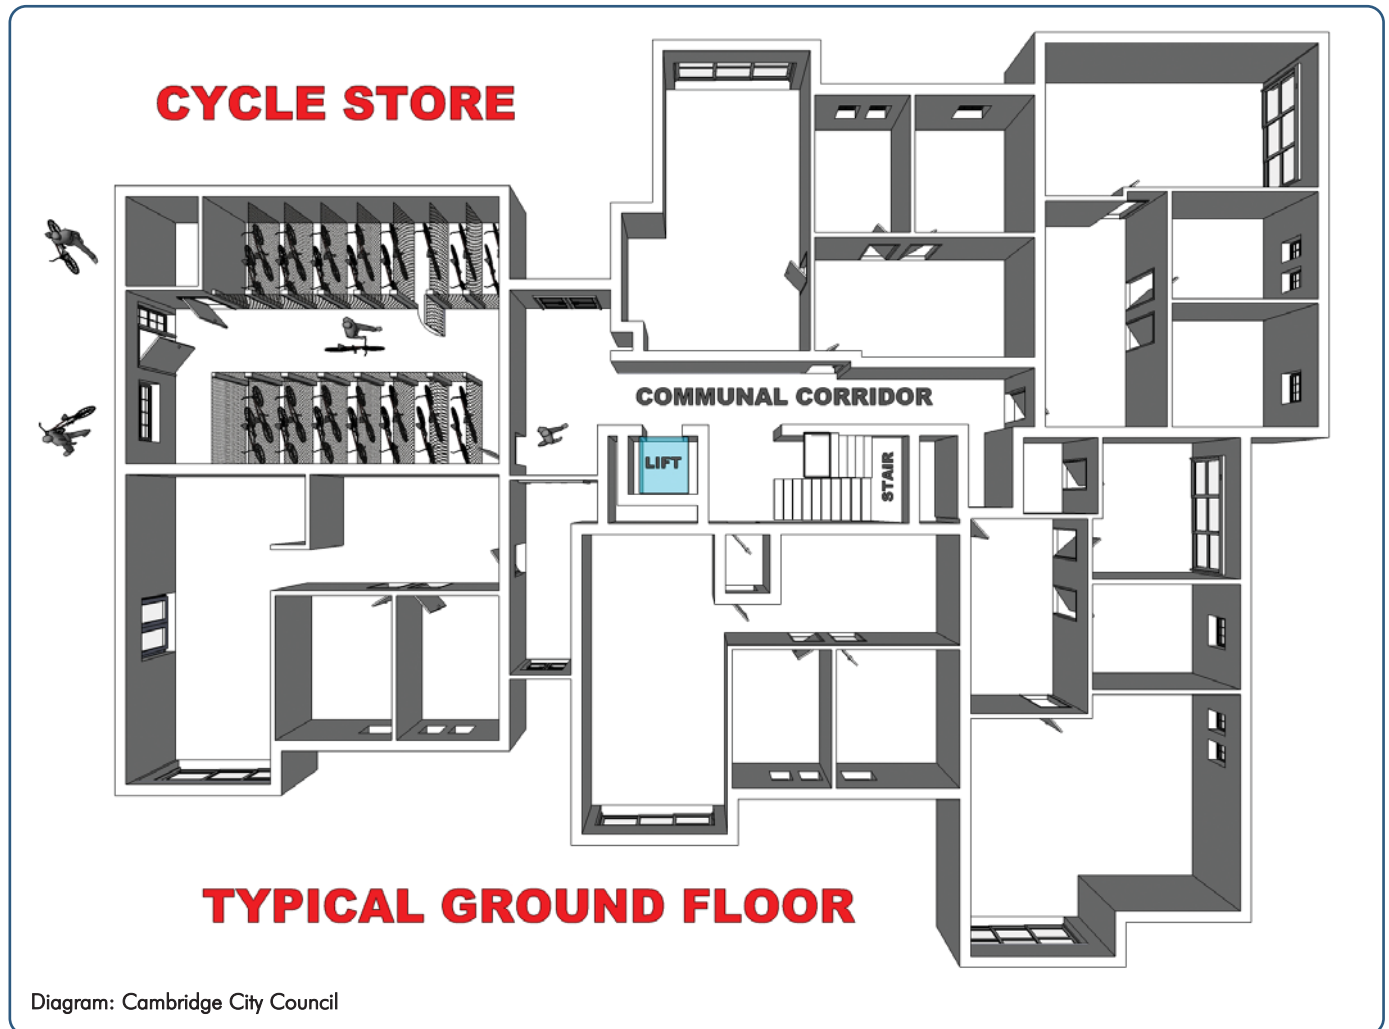 CYCLE STORE
COMMUNAL CORRIDOR
LIFT
STAIR
TYPICAL GROUND FLOOR
Diagram: Cambridge City Council